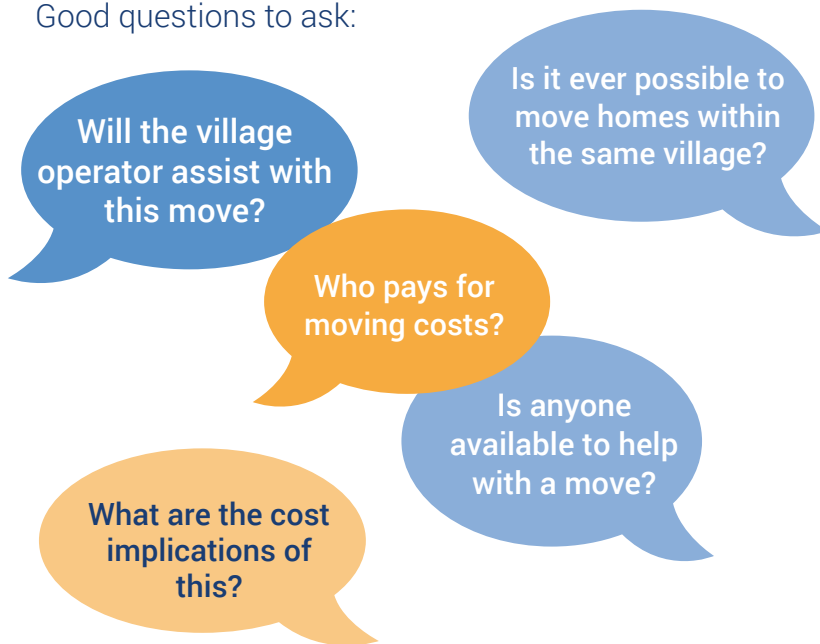 Good questions to ask:
Will the village
operator assist with
this move?
Is it ever possible to
move homes within
the same village?
Who pays for
moving costs?
Is anyone
available to help
with a move?
What are the cost
implications of
this?